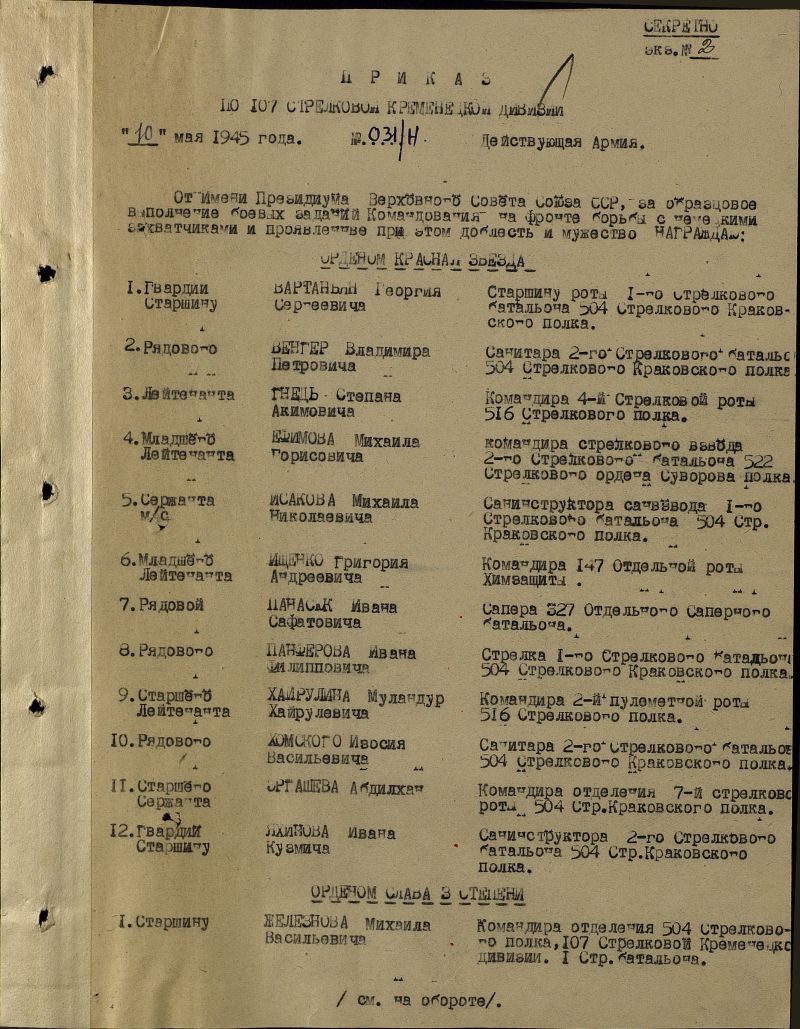 СЕКРЕТНО
экз.№ 2
П Р И К А З
ПО 107 СТРЕЛКОВОЙ КРЕМЕНЕЦКОЙ ДИВИЗИИ
"10" мая 1945 года. №.031/Н Действующая Армия.
От Имени Президиума Верховного Совета Союза ССР, за образцовое
выполнение боевых заданий Командования на фронте борьбы с немецкими
захватчиками и проявленные при этом доблесть и мужество НАГРАЖДАЮ:
ОРДЕНОМ КРАСНАЯ ЗВЕЗДА
1.Гвардии ВАРТАНЬЯН Георгия Старшину роты 1-го стрелкового
Старшину Сергеевича батальона 504 Стрелкового Краков-
ского полка.
2.Рядового ВЕНГЕР Владимира Санитара 2-го Стрелкового батальо
Петровича 504 Стрелкового Краковского полка.
3.Лейтенанта ГНЕЦЬ Степана Командира 4-й Стрелковой роты
Акимовича 516 Стрелкового полка.
4.Младшего ЕФИМОВА Михаила командира стрелкового взвода
Лейтенанта Борисовича 2-го Стрелкового батальона 522
Стрелкового ордена Суворова полка.
5.Сержанта ИСАКОВА Михаила Санинструктора санвзвода 1-го
м/с Николаевича Стрелкового батальона 504 Стр.
Краковского полка.
6.Младшего ИЩЕНКО Григория Командира 147 Отдельной роты
Лейтенанта Андреевича Химзащиты.
7.Рядовой ПАНАСЮК Ивана Сапера 327 Отдельного Саперного
Сафатовича батальона.
8.Рядового ПАНФЕРОВА Ивана Стрелка 1-го Стрелкового батальон
Филипповича 504 Стрелкового Краковского полка.
9.Старшего ХАЙРУЛИНА Муландур Командира 2-й пулеметной роты
Лейтенанта Хайрулевича 516 Стрелкового полка.
10.Рядового ХОМСКОГО Ивосия Санитара 2-го Стрелкового батальон
Васильевича 504 Стрелкового Краковского полка.
11.Старшего ЭРГАШЕВА Абдилхан Командира отделения 7-й стрелково
Сержанта роты 504 Стр.Краковского полка.
12.Гвардии ЯХИНОВА Ивана Санинструктора 2-го Стрелкового
Старшину Кузмича батальона 504 Стр.Краковского
полка.
ОРДЕНОМ СЛАВА 3 СТЕПЕНИ
1.Старшину ЖЕЛЕЗНОВА Михаила Командира отделения 504 Стрелково-
Васильевича го полка,107 Стрелковой Кременецко
дивизии. 1 Стр.батальона.
/ см. на обороте/.